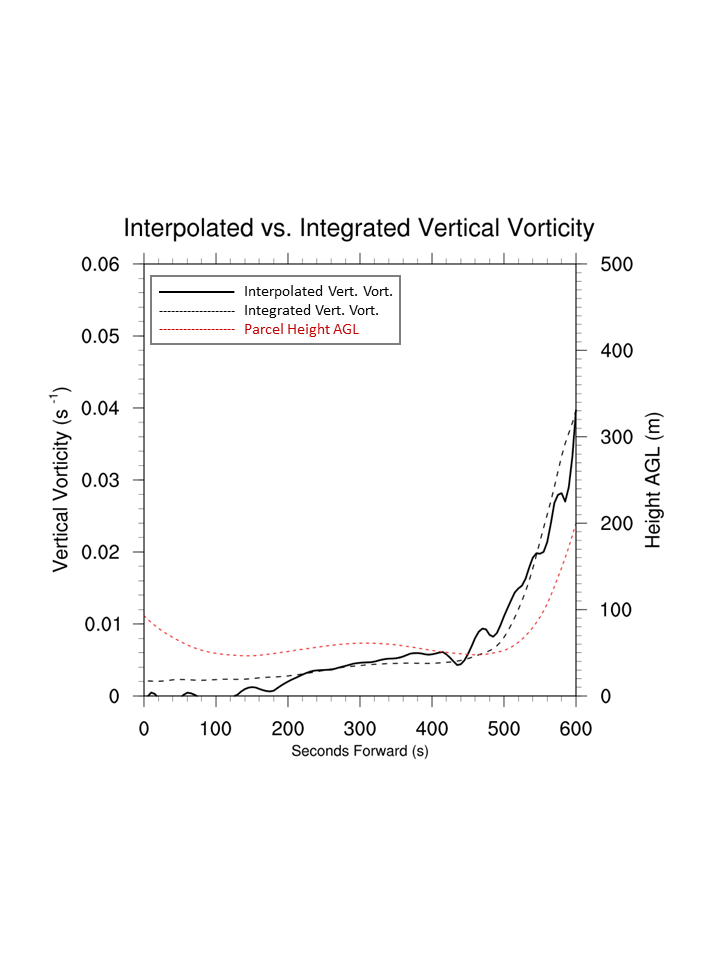 Interpolated vs. Integrated Vertical Vorticity
Interpolated Vert. Vort.
Integrated Vert. Vort.
Parcel Height AGL
Vertical Vorticity (s⁻¹)
0.06
0.05
0.04
0.03
0.02
0.01
0
500
400
300
200
100
0
Height AGL (m)
0 100 200 300 400 500 600
Seconds Forward (s)